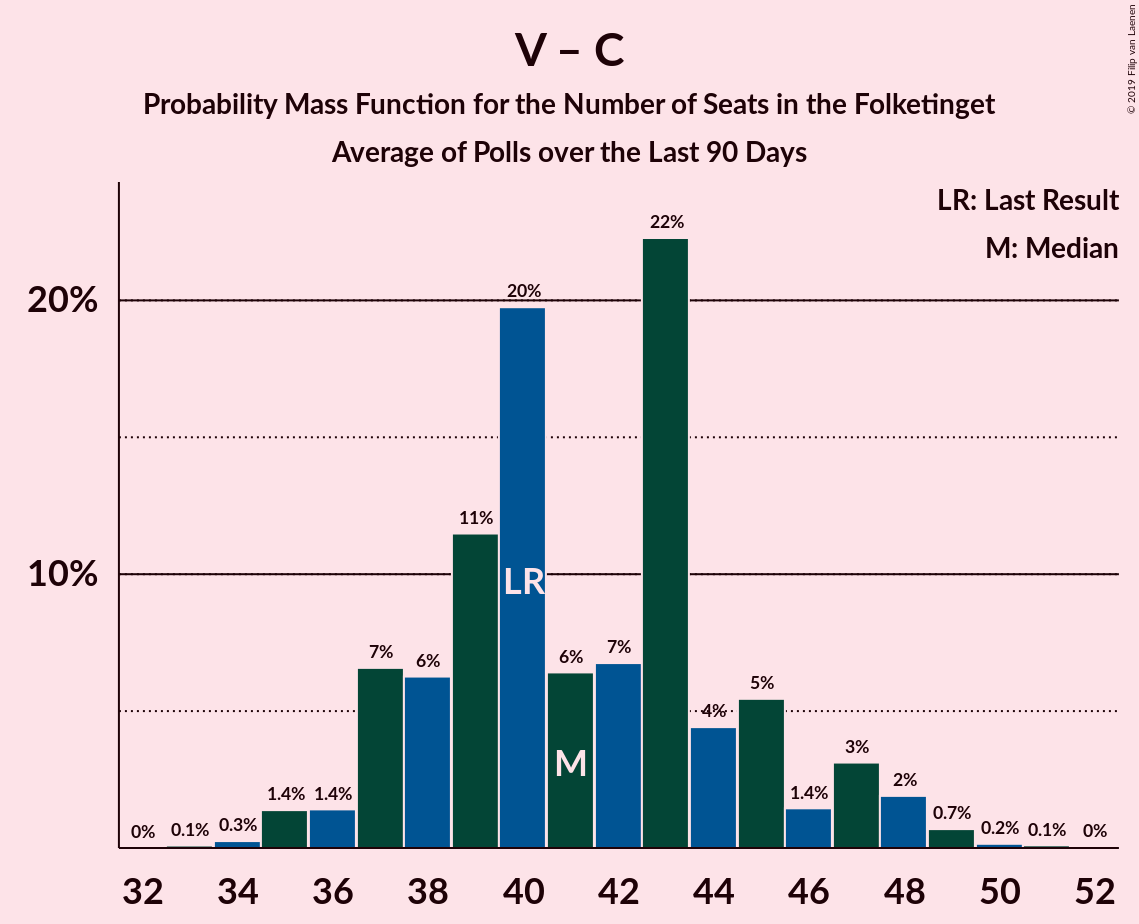 V – C
Probability Mass Function for the Number of Seats in the Folketinget
Average of Polls over the Last 90 Days
© 2019 Filip van Laenen
LR: Last Result
M: Median
20%
10%
0%
0.1%
0.3%
1.4%
1.4%
7%
6%
11%
20%
6%
7%
22%
4%
5%
1.4%
3%
2%
0.7%
0.2%
0.1%
0%
LR
M
32 34 36 38 40 42 44 46 48 50 52